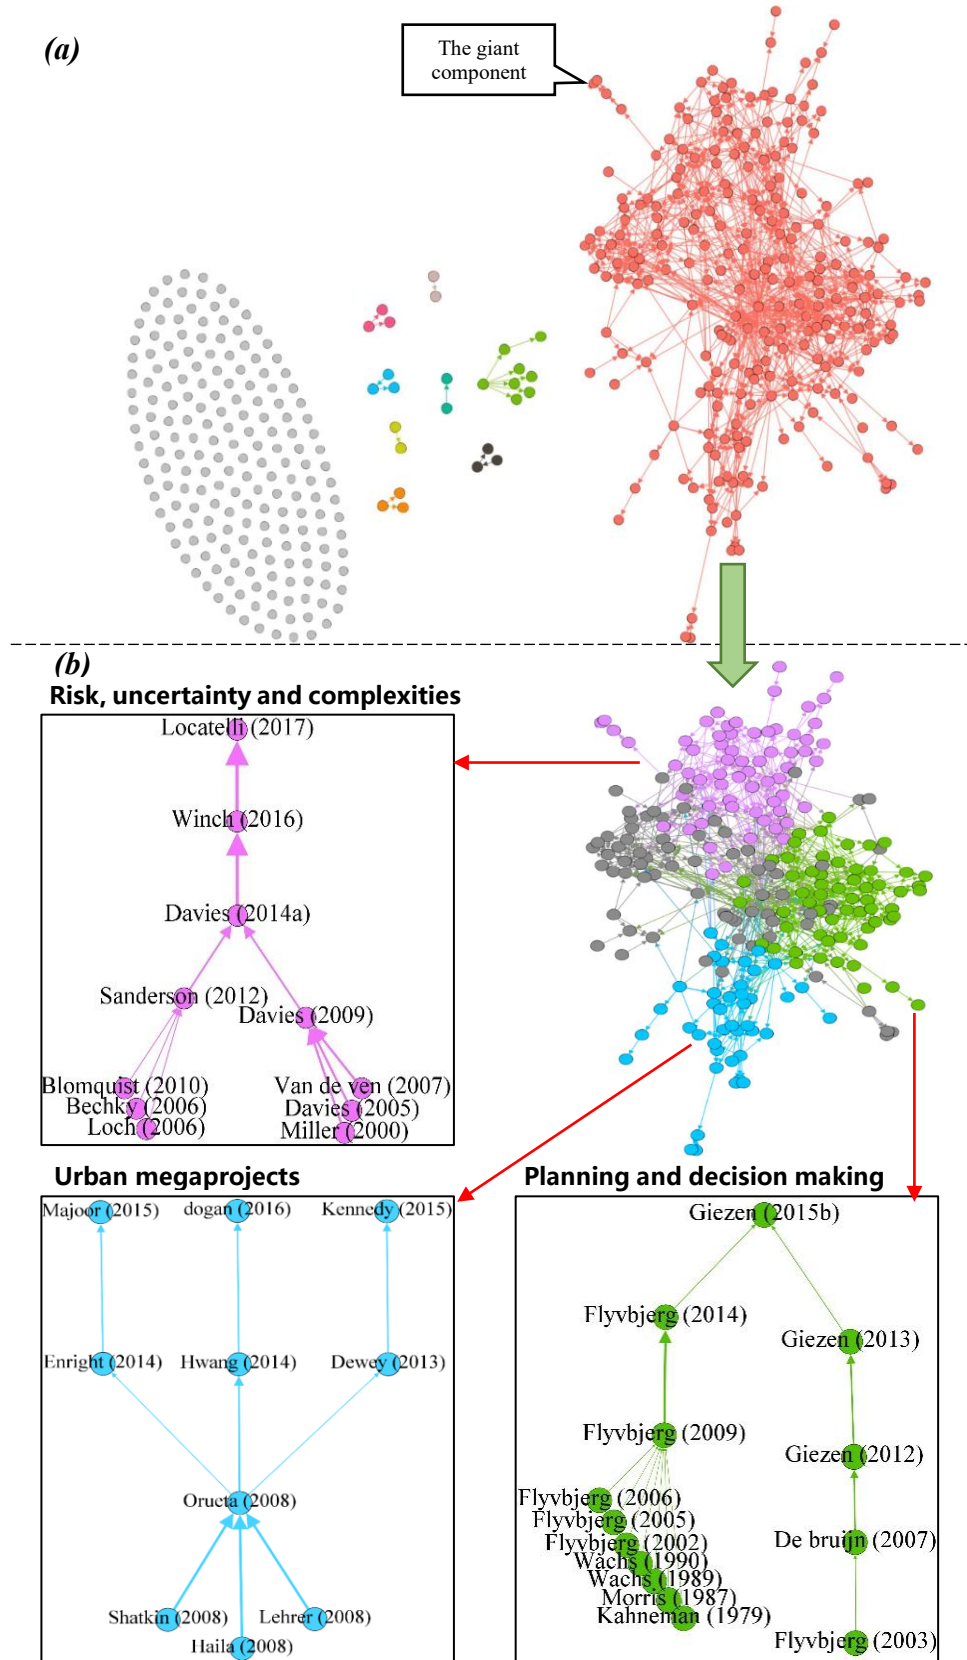 (a)
The giant
component
(b)
Risk, uncertainty and complexities
Locatelli (2017)
Winch (2016)
Davies (2014a)
Sanderson (2012)
Davies (2009)
Blomquist (2010)
Van de ven (2007)
Bechky (2006)
Davies (2005)
Loch (2006)
Miller (2000)
Urban megaprojects
Majoor (2015)
dogan (2016)
Kennedy (2015)
Enright (2014)
Hwang (2014)
Dewey (2013)
Orueta (2008)
Shatkin (2008)
Lehrer (2008)
Haila (2008)
Planning and decision making
Giezen (2015b)
Flyvbjerg (2014)
Giezen (2013)
Flyvbjerg (2009)
Giezen (2012)
Flyvbjerg (2006)
Flyvbjerg (2005)
Flyvbjerg (2002)
De bruijn (2007)
Wachs (1990)
Wachs (1989)
Morris (1987)
Kahneman (1979)
Flyvbjerg (2003)